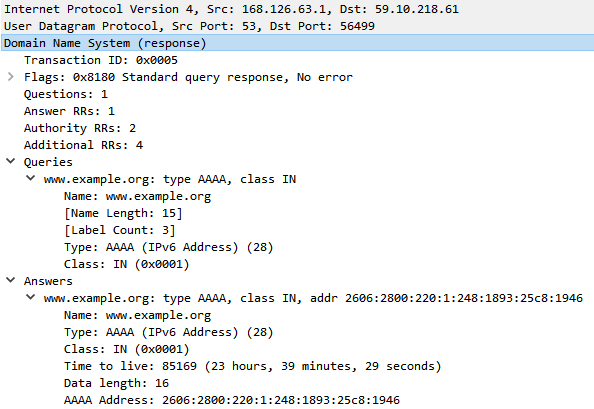 Internet Protocol Version 4, Src: 168.126.63.1, Dst: 59.10.218.61
User Datagram Protocol, Src Port: 53, Dst Port: 56499
Domain Name System (response)
Transaction ID: 0x0005
Flags: 0x8180 Standard query response, No error
Questions: 1
Answer RRs: 1
Authority RRs: 2
Additional RRs: 4
Queries
www.example.org: type AAAA, class IN
Name: www.example.org
[Name Length: 15]
[Label Count: 3]
Type: AAAA (IPv6 Address) (28)
Class: IN (0x0001)
Answers
www.example.org: type AAAA, class IN, addr 2606:2800:220:1:248:1893:25c8:1946
Name: www.example.org
Type: AAAA (IPv6 Address) (28)
Class: IN (0x0001)
Time to live: 85169 (23 hours, 39 minutes, 29 seconds)
Data length: 16
AAAA Address: 2606:2800:220:1:248:1893:25c8:1946